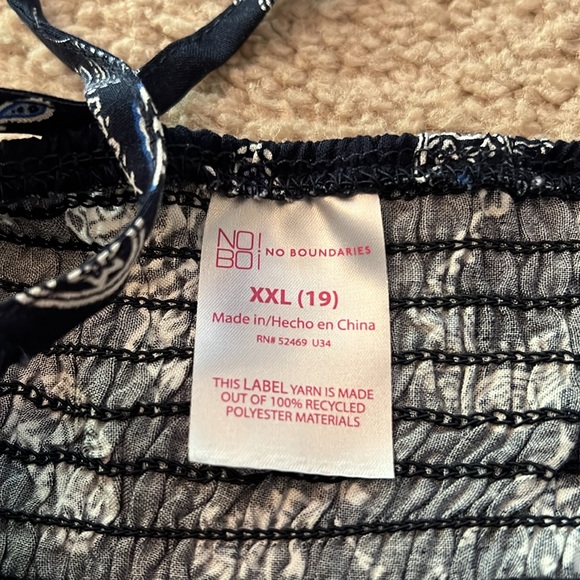 NO!
BO! NO BOUNDARIES
XXL (19)
Made in/Hecho en China
RN# 52469 U34
THIS LABEL YARN IS MADE
OUT OF 100% RECYCLED
POLYESTER MATERIALS